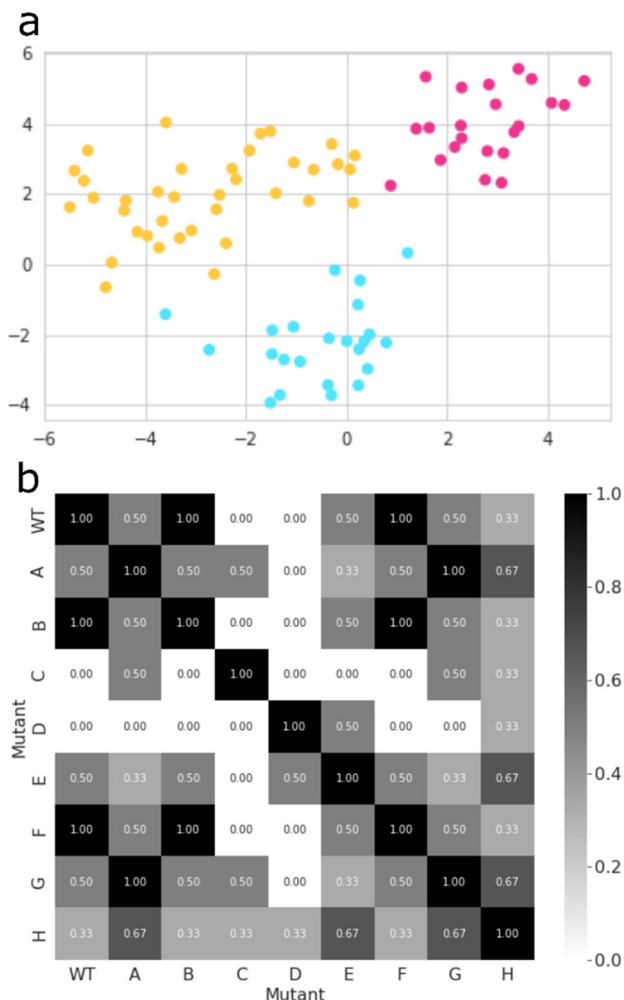 a
6
4
2
0
−2
−4
−6 −4 −2 0 2 4
b
WT 1.00 0.50 1.00 0.00 0.00 0.50 1.00 0.50 0.33
A 0.50 1.00 0.50 0.50 0.00 0.33 0.50 1.00 0.67
B 1.00 0.50 1.00 0.00 0.00 0.50 1.00 0.50 0.33
C 0.00 0.50 0.00 1.00 0.00 0.00 0.00 0.50 0.33
D 0.00 0.00 0.00 0.00 1.00 0.50 0.00 0.00 0.33
E 0.50 0.33 0.50 0.00 0.50 1.00 0.50 0.33 0.67
F 1.00 0.50 1.00 0.00 0.00 0.50 1.00 0.50 0.33
G 0.50 1.00 0.50 0.50 0.00 0.33 0.50 1.00 0.67
H 0.33 0.67 0.33 0.33 0.33 0.67 0.33 0.67 1.00
WT A B C D E F G H
Mutant
Mutant
1.0
0.8
0.6
0.4
0.2
0.0